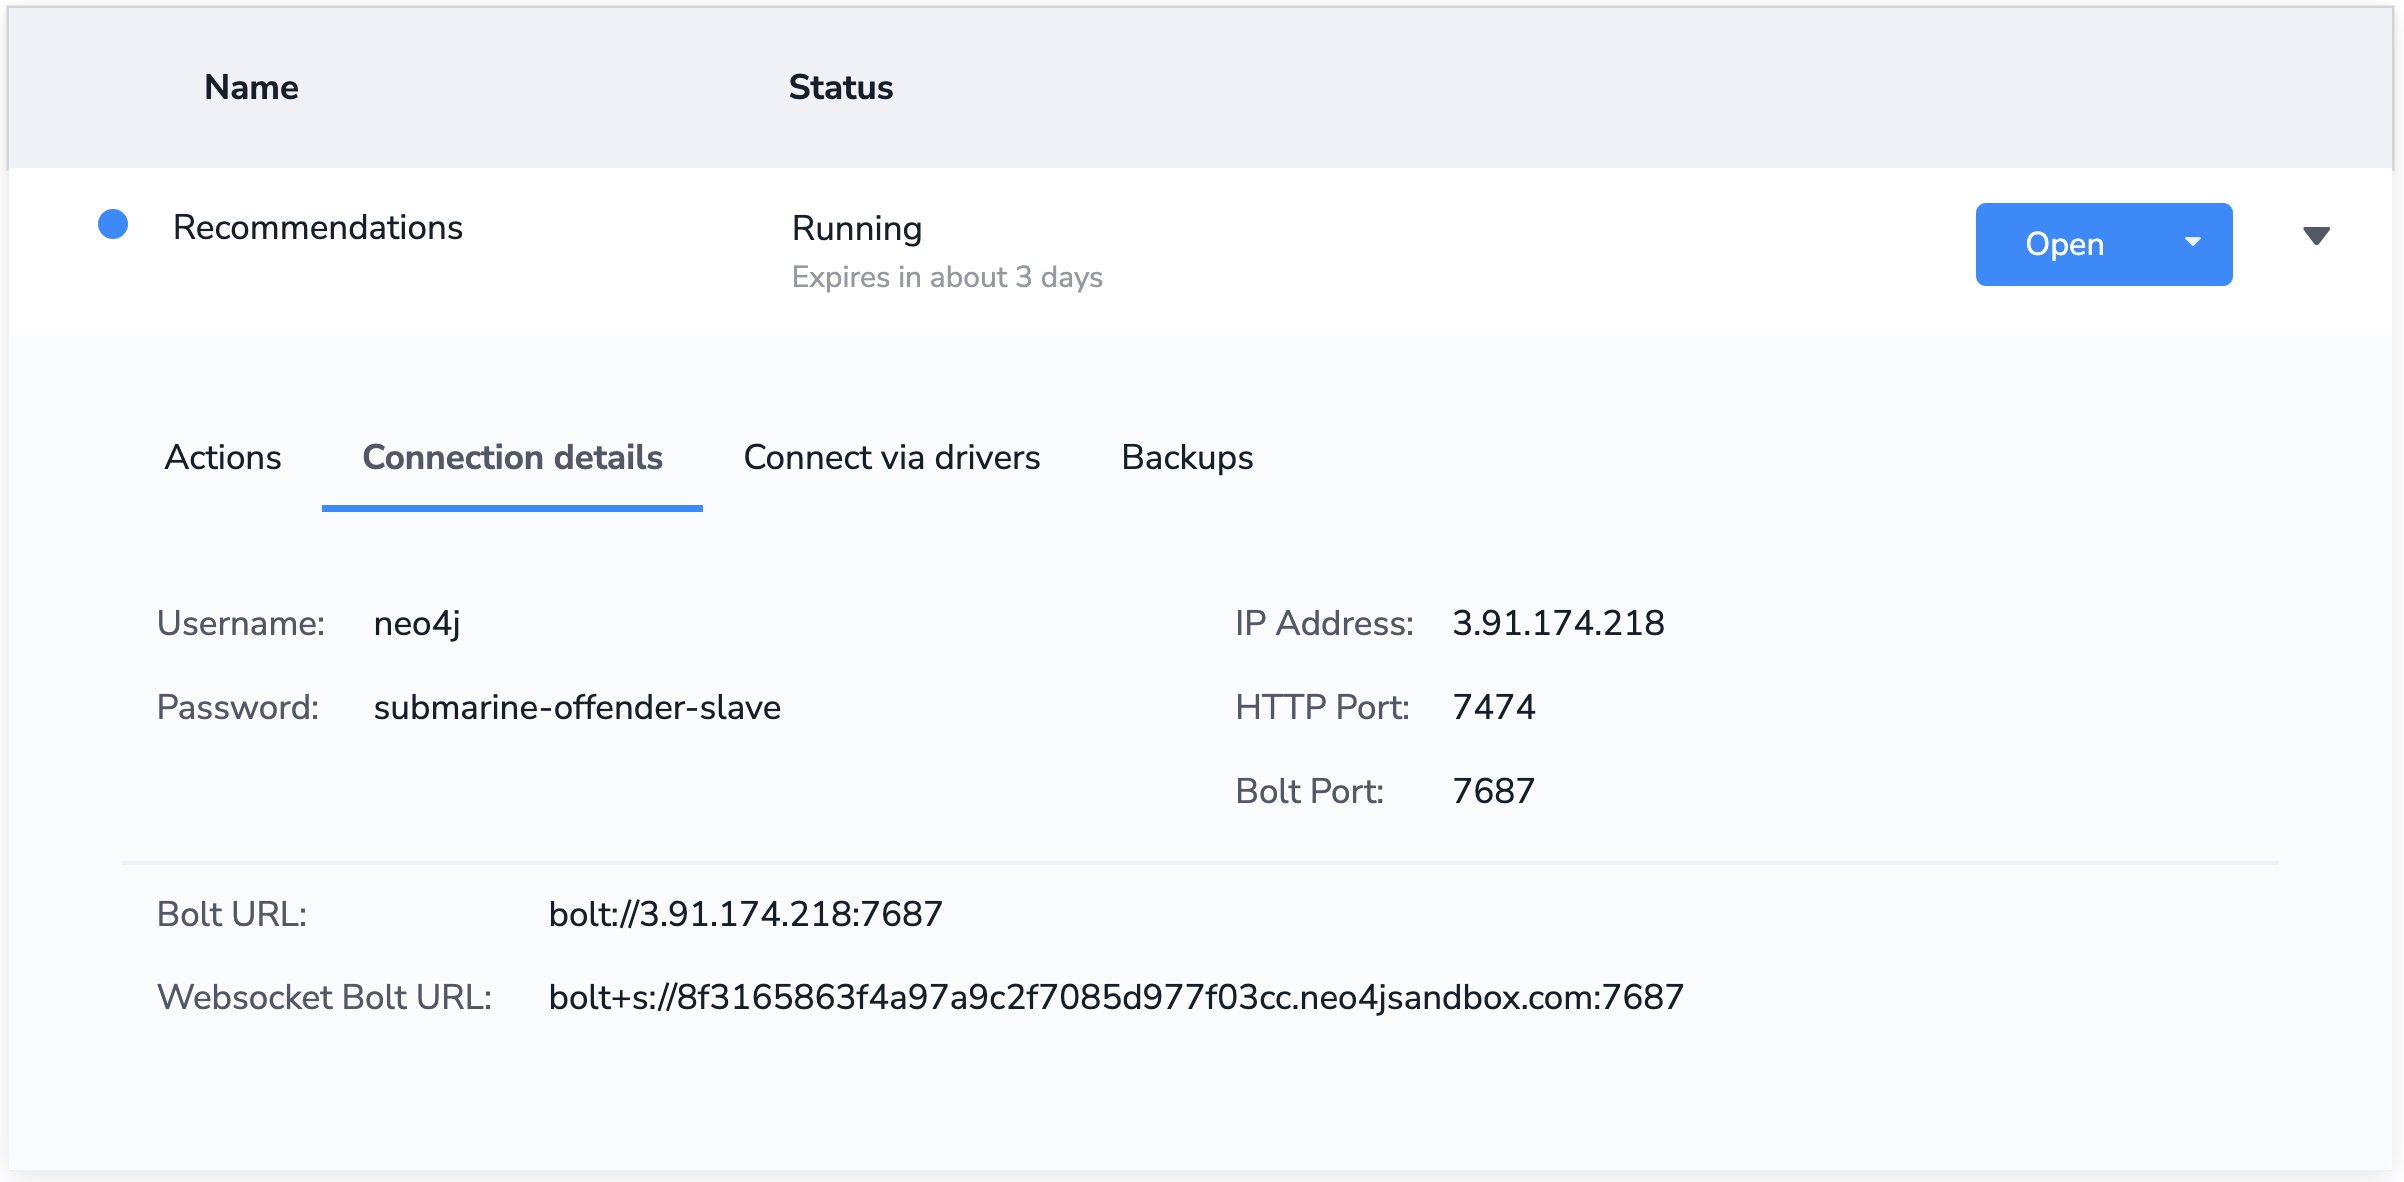 Name Status
Recommendations Running Open
Expires in about 3 days
Actions Connection details Connect via drivers Backups
Username: neo4j IP Address: 3.91.174.218
Password: submarine-offender-slave HTTP Port: 7474
Bolt Port: 7687
Bolt URL: bolt://3.91.174.218:7687
Websocket Bolt URL: bolt+s://8f3165863f4a97a9c2f7085d977f03cc.neo4jsandbox.com:7687